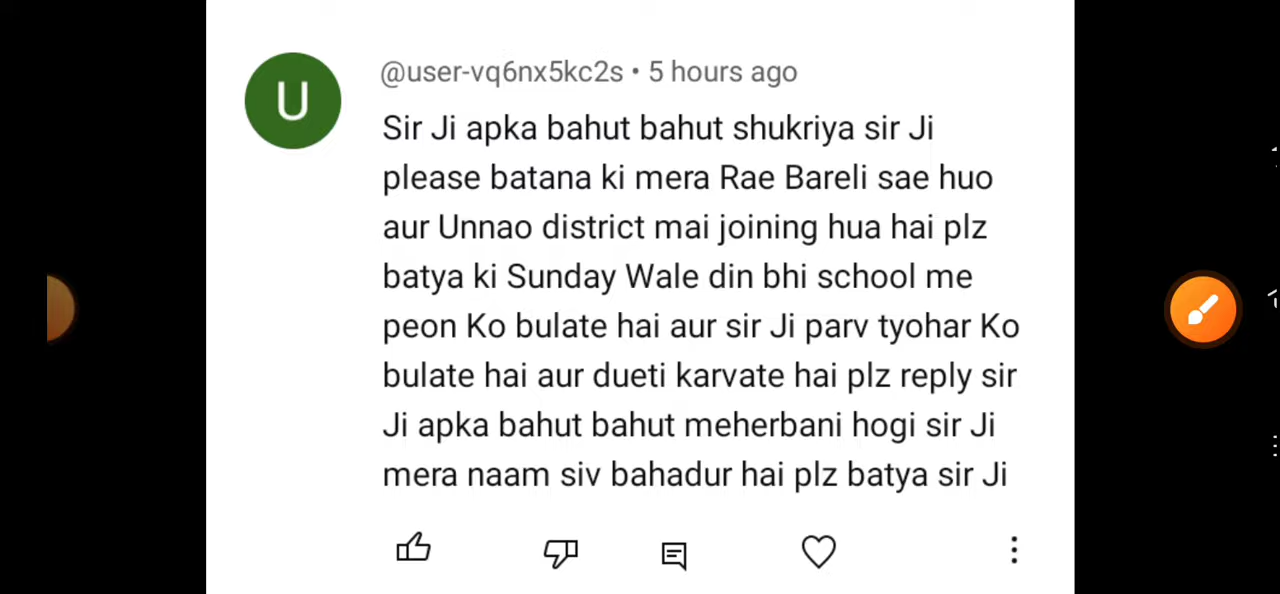 U
@user-vq6nx5kc2s • 5 hours ago
Sir Ji apka bahut bahut shukriya sir Ji
please batana ki mera Rae Bareli sae huo
aur Unnao district mai joining hua hai plz
batya ki Sunday Wale din bhi school me
peon Ko bulate hai aur sir Ji parv tyohar Ko
bulate hai aur dueti karvate hai plz reply sir
Ji apka bahut bahut meherbani hogi sir Ji
mera naam siv bahadur hai plz batya sir Ji